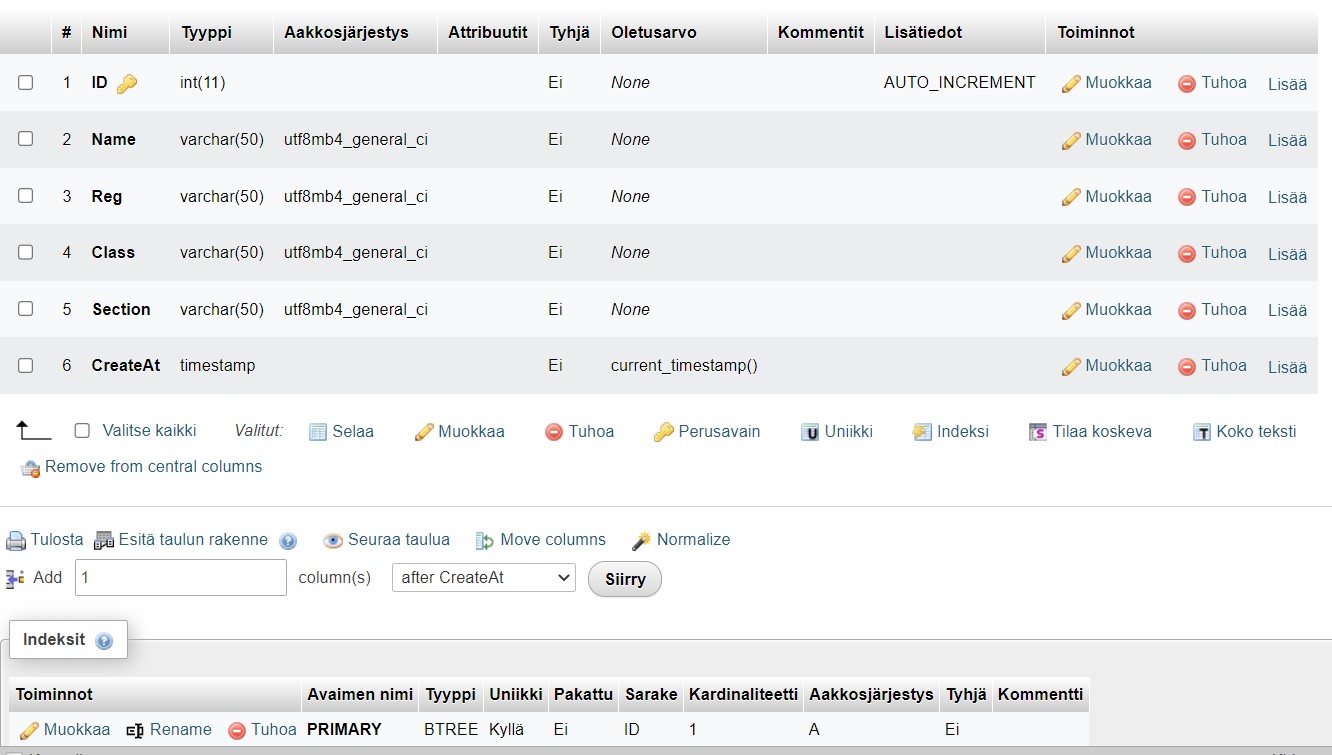 # Nimi Tyyppi Aakkosjärjestys Attribuutit Tyhjä Oletusarvo Kommentit Lisätiedot Toiminnot
1 ID int(11) Ei None AUTO_INCREMENT Muokkaa Tuhoa Lisää
2 Name varchar(50) utf8mb4_general_ci Ei None Muokkaa Tuhoa Lisää
3 Reg varchar(50) utf8mb4_general_ci Ei None Muokkaa Tuhoa Lisää
4 Class varchar(50) utf8mb4_general_ci Ei None Muokkaa Tuhoa Lisää
5 Section varchar(50) utf8mb4_general_ci Ei None Muokkaa Tuhoa Lisää
6 CreateAt timestamp Ei current_timestamp() Muokkaa Tuhoa Lisää
Valitse kaikki Valitut: Selaa Muokkaa Tuhoa Perusavain Uniikki Indeksi Tilaa koskeva Koko teksti
Remove from central columns
Tulosta Esitä taulun rakenne Seuraa taulua Move columns Normalize
Add 1 column(s) after CreateAt Siirry
Indeksit
Toiminnot Avaimen nimi Tyyppi Uniikki Pakattu Sarake Kardinaliteetti Aakkosjärjestys Tyhjä Kommentti
Muokkaa Rename Tuhoa PRIMARY BTREE Kyllä Ei ID 1 A Ei